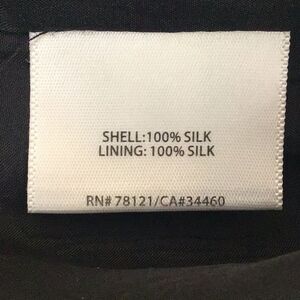 SHELL:100% SILK
LINING: 100% SILK
RN# 78121/CA#34460